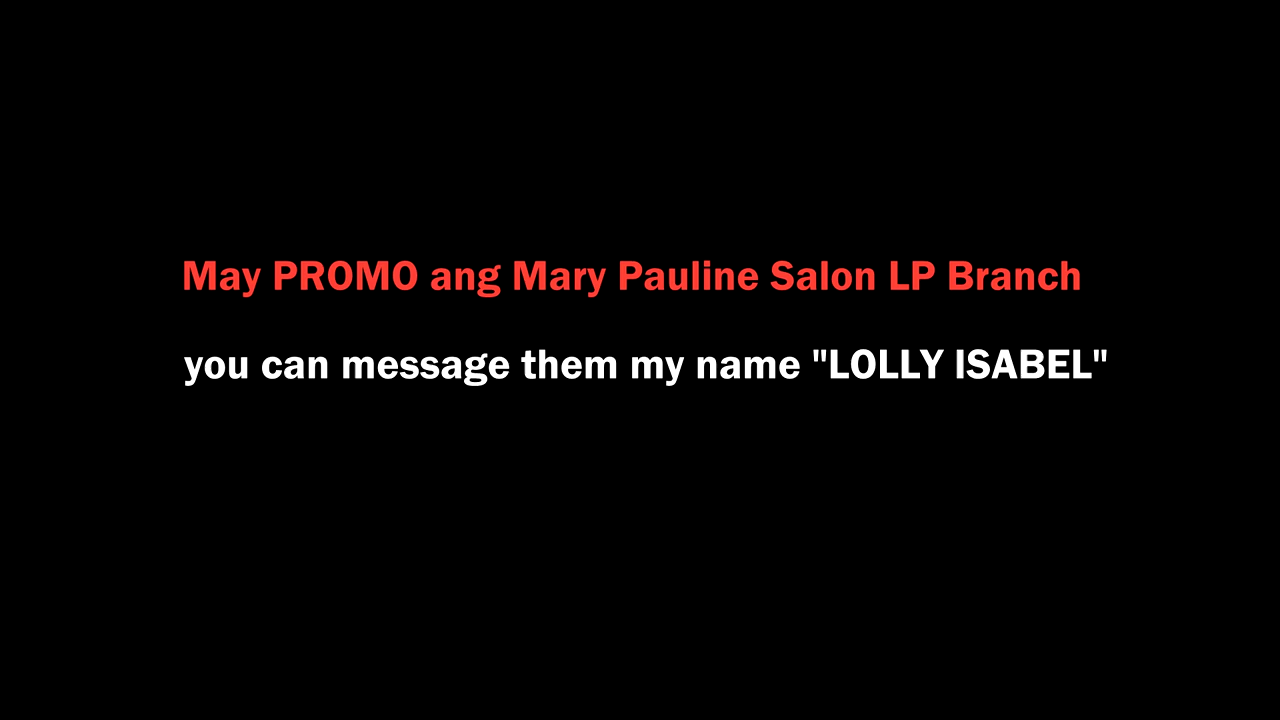 May PROMO ang Mary Pauline Salon LP Branch
you can message them my name "LOLLY ISABEL"